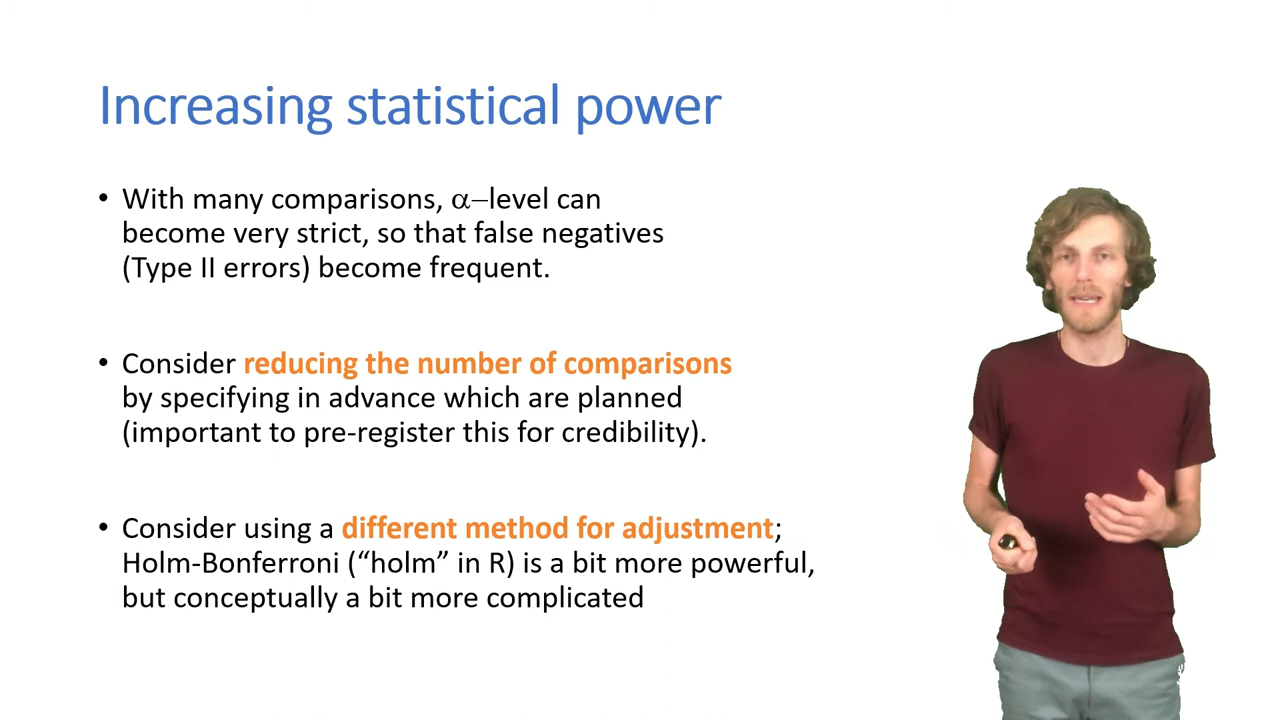 Increasing statistical power
• With many comparisons, α–level can
become very strict, so that false negatives
(Type II errors) become frequent.
• Consider reducing the number of comparisons
by specifying in advance which are planned
(important to pre-register this for credibility).
• Consider using a different method for adjustment;
Holm-Bonferroni (“holm” in R) is a bit more powerful,
but conceptually a bit more complicated